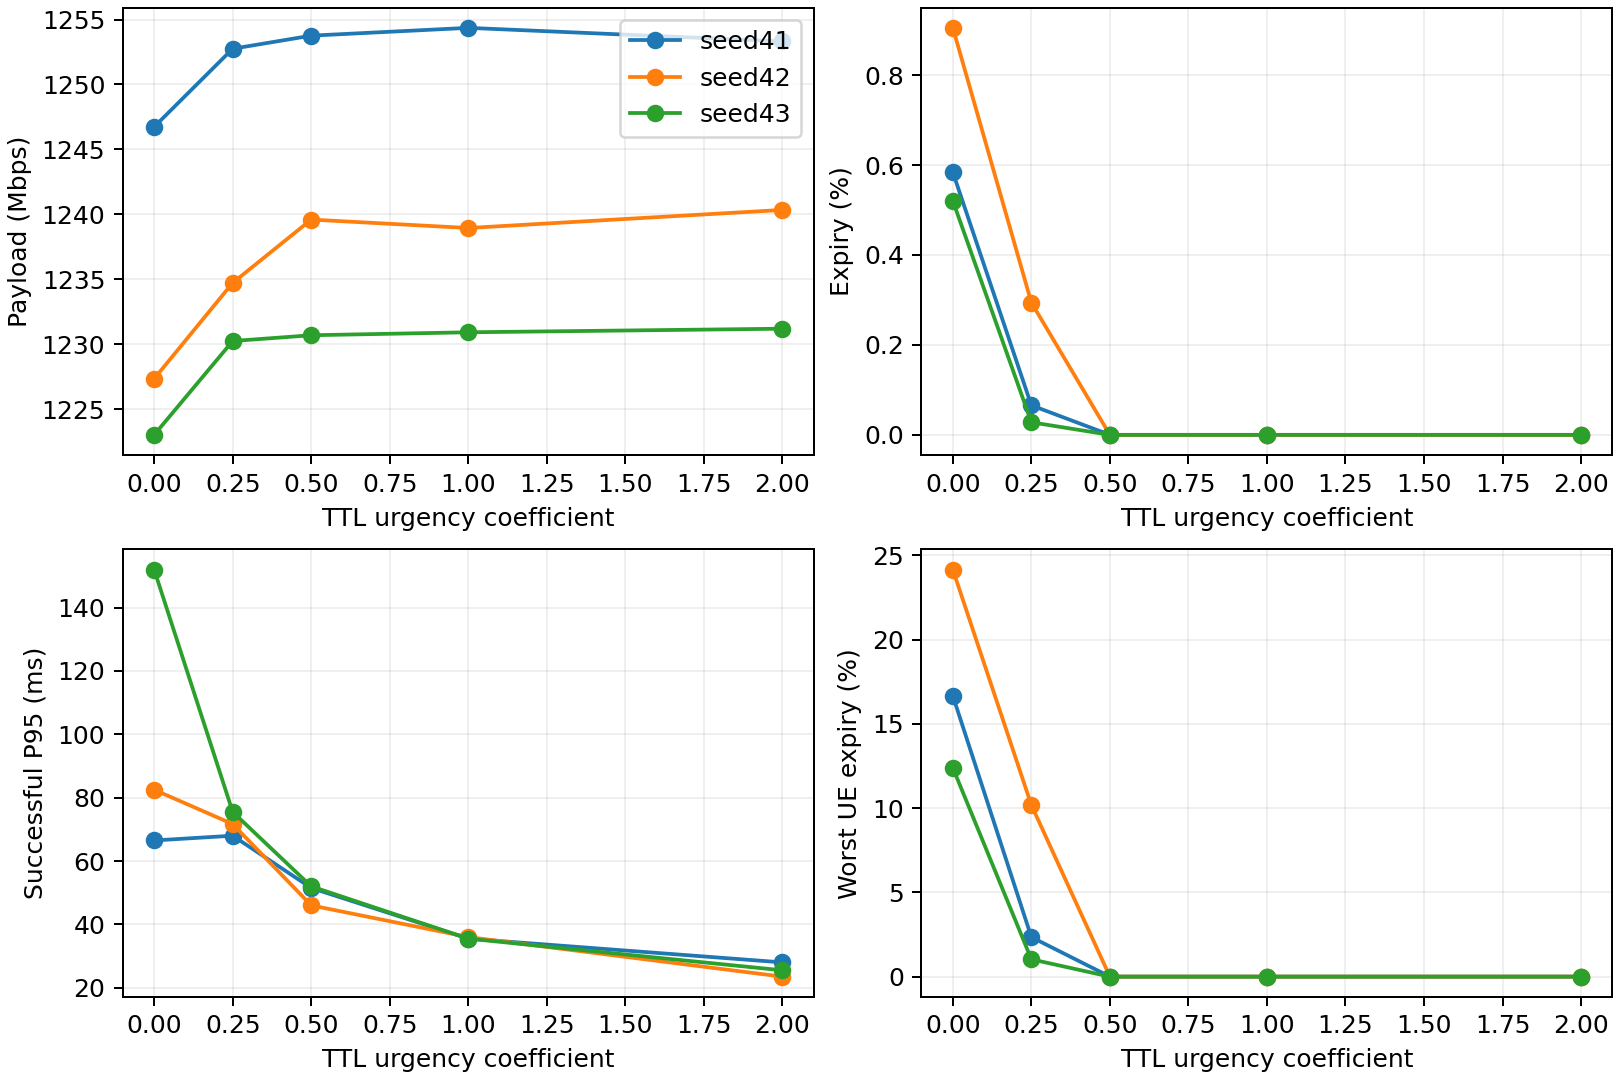 Payload (Mbps)
1255
1250
1245
1240
1235
1230
1225
seed41
seed42
seed43
0.00 0.25 0.50 0.75 1.00 1.25 1.50 1.75 2.00
TTL urgency coefficient
Expiry (%)
0.8
0.6
0.4
0.2
0.0
0.00 0.25 0.50 0.75 1.00 1.25 1.50 1.75 2.00
TTL urgency coefficient
Successful P95 (ms)
140
120
100
80
60
40
20
0.00 0.25 0.50 0.75 1.00 1.25 1.50 1.75 2.00
TTL urgency coefficient
Worst UE expiry (%)
25
20
15
10
5
0
0.00 0.25 0.50 0.75 1.00 1.25 1.50 1.75 2.00
TTL urgency coefficient